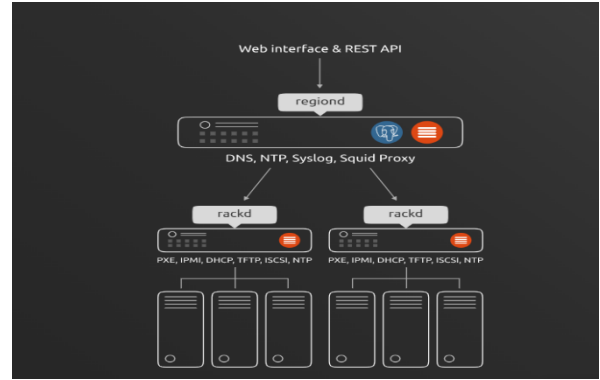 Web interface & REST API
regiond
DNS, NTP, Syslog, Squid Proxy
rackd
rackd
PXE, IPMI, DHCP, TFTP, ISCSI, NTP
PXE, IPMI, DHCP, TFTP, ISCSI, NTP